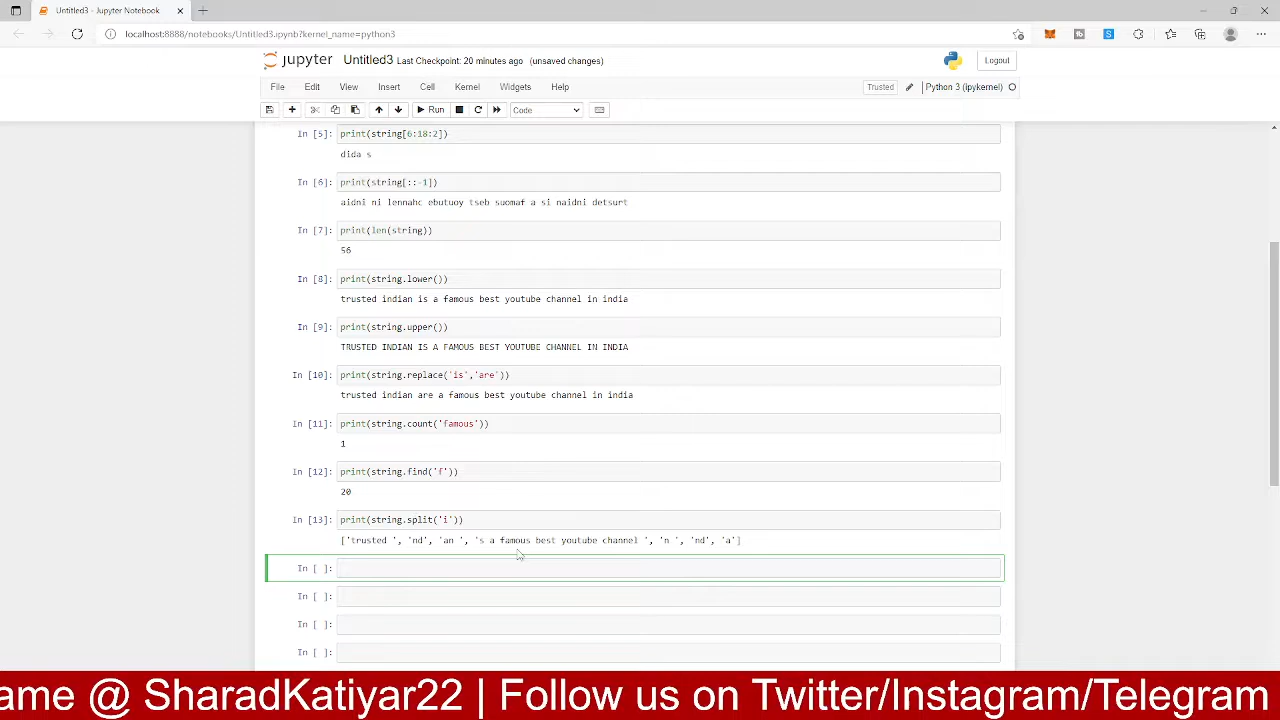 Untitled3 - Jupyter Notebook
localhost:8888/notebooks/Untitled3.ipynb?kernel_name=python3
jupyter Untitled3 Last Checkpoint: 20 minutes ago (unsaved changes) Logout
File Edit View Insert Cell Kernel Widgets Help Trusted Python 3 (ipykernel)
Run Code
In [5]: print(string[6:18:2])
dida s
In [6]: print(string[::-1])
aidni ni lennahc ebutuoy tseb suomaf a si naidni detsurt
In [7]: print(len(string))
56
In [8]: print(string.lower())
trusted indian is a famous best youtube channel in india
In [9]: print(string.upper())
TRUSTED INDIAN IS A FAMOUS BEST YOUTUBE CHANNEL IN INDIA
In [10]: print(string.replace('is','are'))
trusted indian are a famous best youtube channel in india
In [11]: print(string.count('famous'))
1
In [12]: print(string.find('f'))
20
In [13]: print(string.split('i'))
['trusted ', 'nd', 'an ', 's a famous best youtube channel ', 'n ', 'nd', 'a']
In [ ]:
In [ ]:
In [ ]:
In [ ]:
ame @ SharadKatiyar22 | Follow us on Twitter/Instagram/Telegram